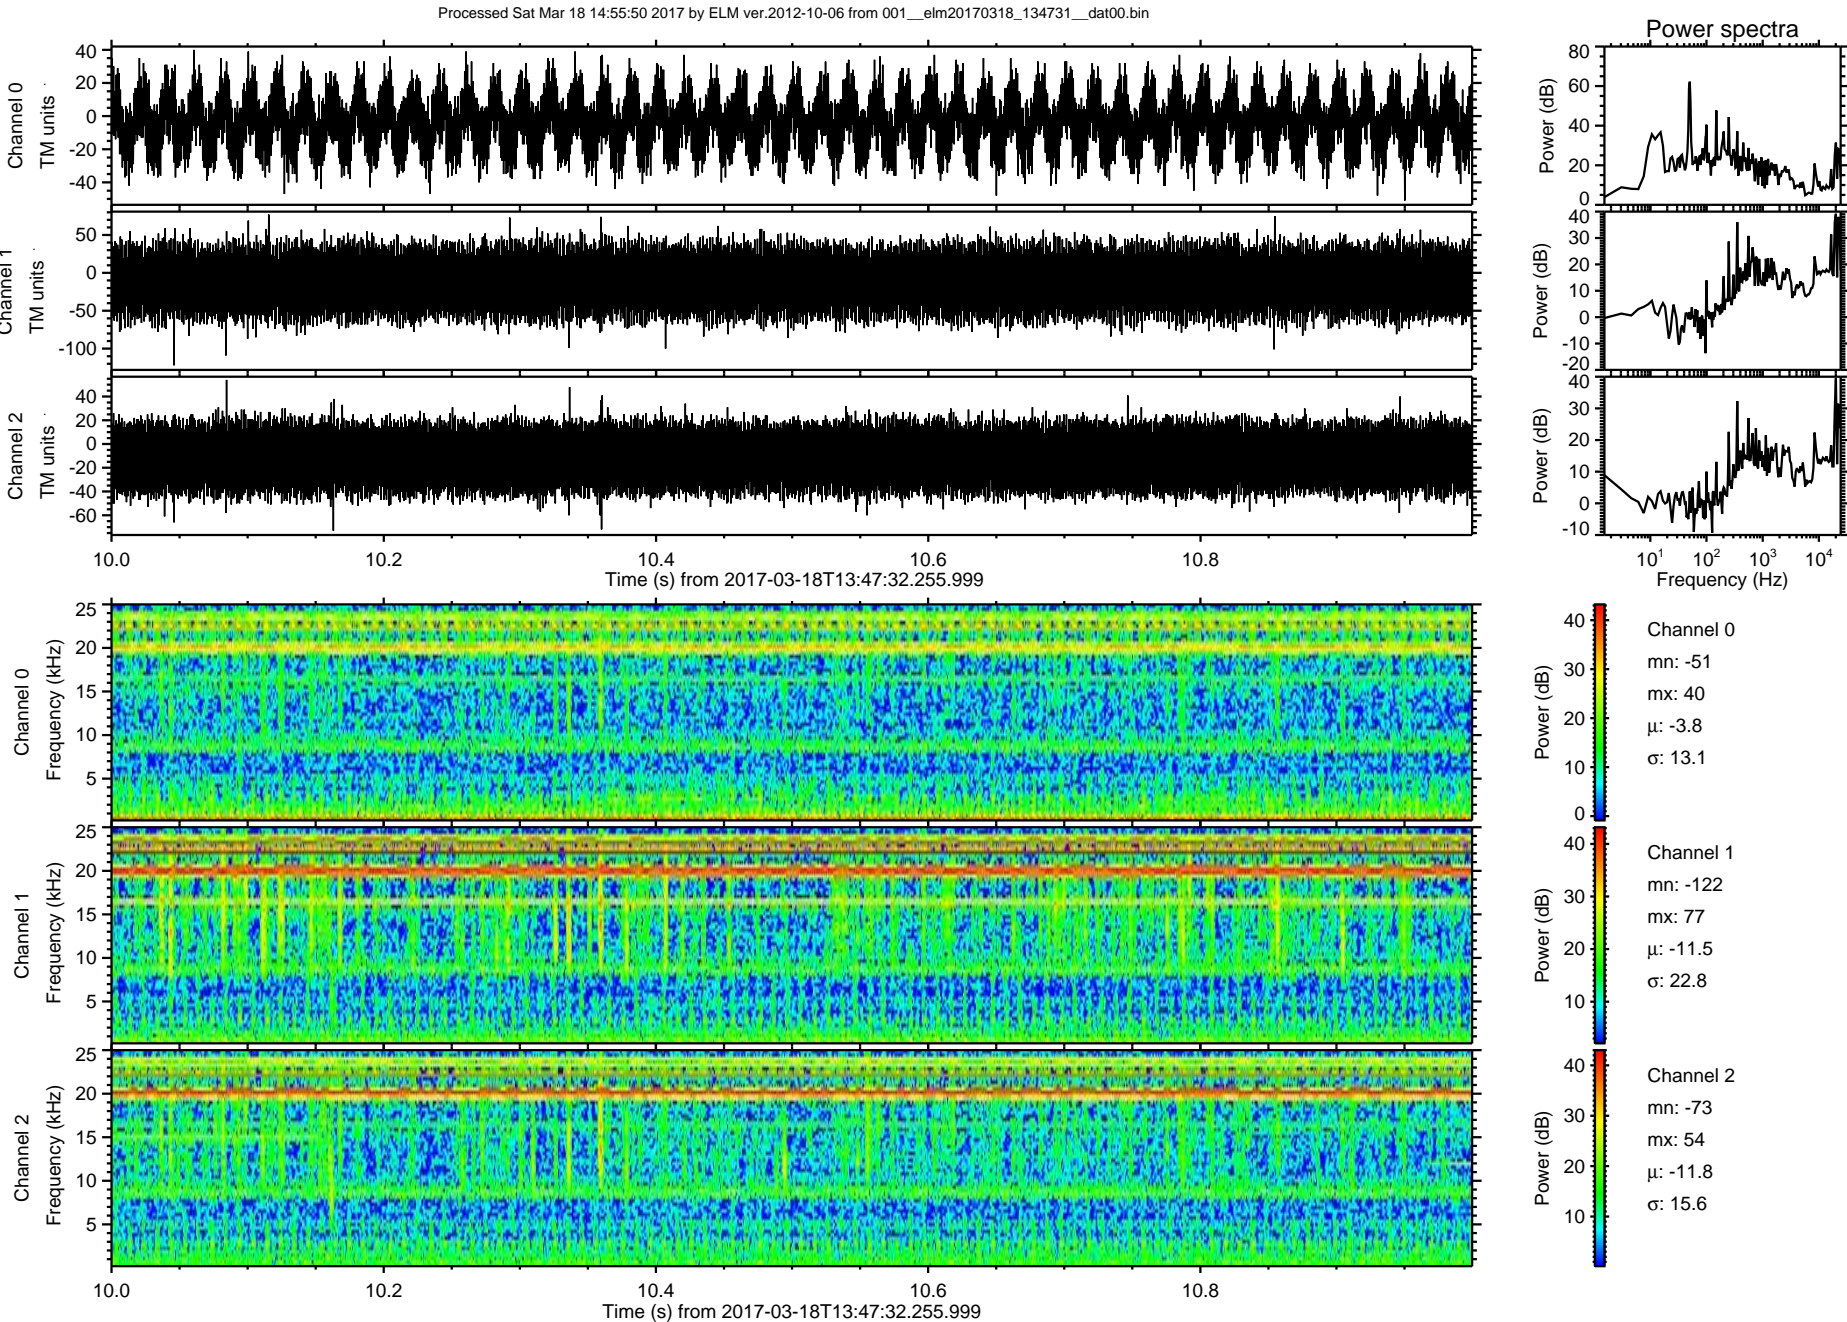 Processed Sat Mar 18 14:55:50 2017 by ELM ver.2012-10-06 from 001__elm20170318_134731__dat00.bin
Power spectra
Channel 0
TM units
40
20
0
-20
-40
Power (dB)
80
60
40
20
0
Channel 1
TM units
50
0
-50
-100
Power (dB)
40
30
20
10
0
-10
-20
Channel 2
TM units
40
20
0
-20
-40
-60
Power (dB)
40
30
20
10
0
-10
10.0 10.2 10.4 10.6 10.8
Time (s) from 2017-03-18T13:47:32.255.999
10^1 10^2 10^3 10^4
Frequency (Hz)
Channel 0
Frequency (kHz)
25
20
15
10
5
Power (dB)
40
30
20
10
0
Channel 0
mn: -51
mx: 40
μ: -3.8
σ: 13.1
Channel 1
Frequency (kHz)
25
20
15
10
5
Power (dB)
40
30
20
10
Channel 1
mn: -122
mx: 77
μ: -11.5
σ: 22.8
Channel 2
Frequency (kHz)
25
20
15
10
5
Power (dB)
40
30
20
10
Channel 2
mn: -73
mx: 54
μ: -11.8
σ: 15.6
10.0 10.2 10.4 10.6 10.8
Time (s) from 2017-03-18T13:47:32.255.999